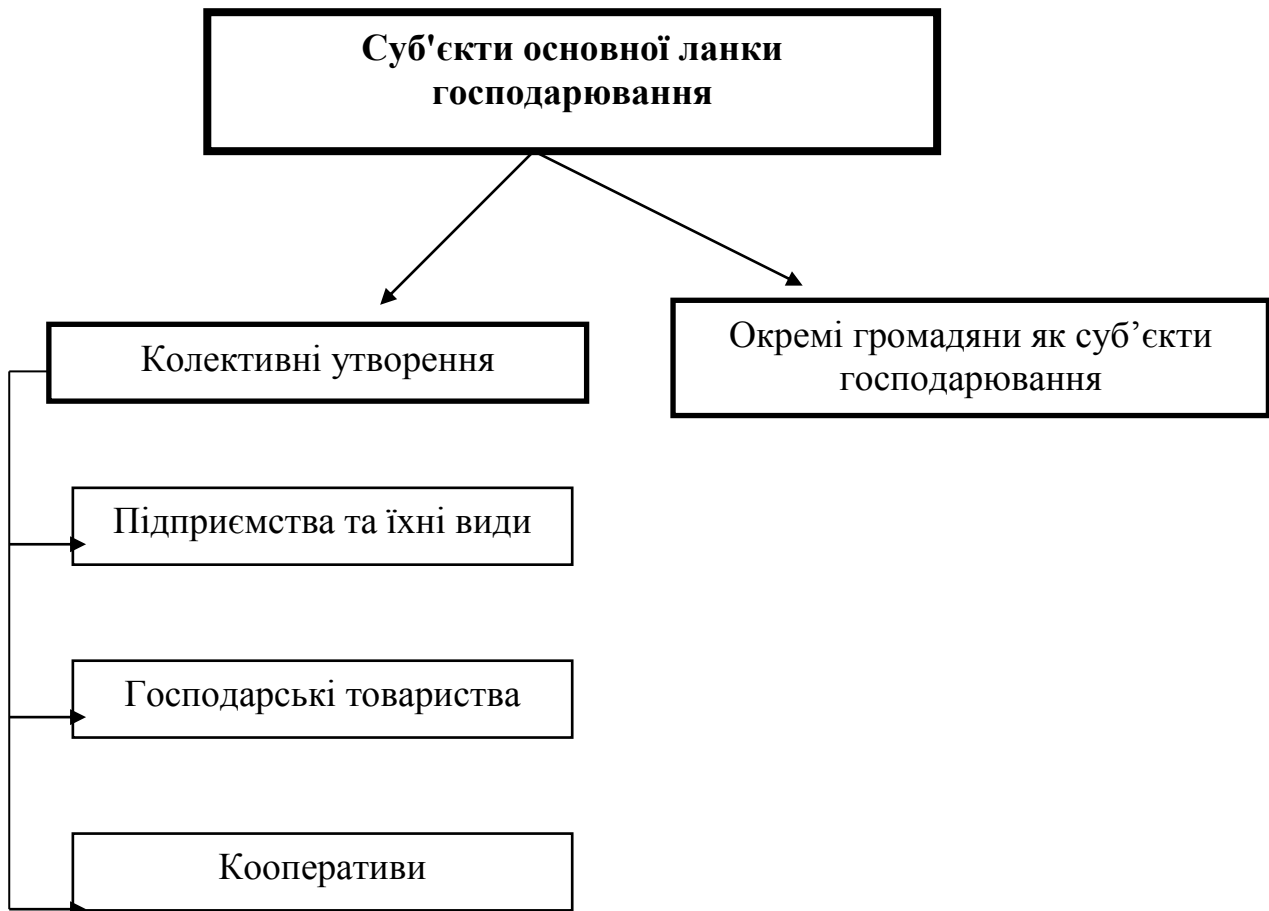 Суб'єкти основної ланки
господарювання
Колективні утворення
Окремі громадяни як суб’єкти
господарювання
Підприємства та їхні види
Господарські товариства
Кооперативи